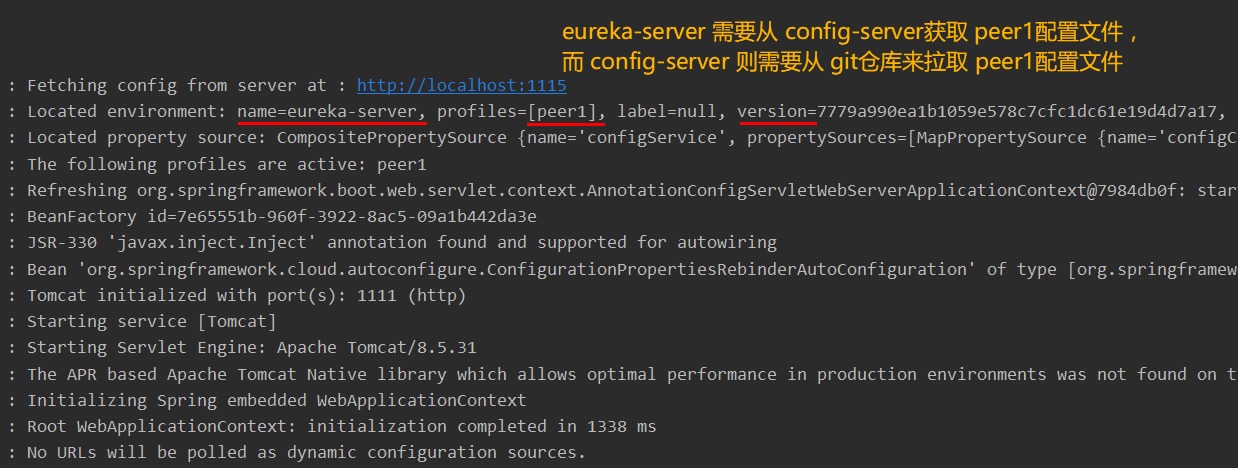 eureka-server 需要从 config-server获取 peer1配置文件，
而 config-server 则需要从 git仓库来拉取 peer1配置文件
: Fetching config from server at : http://localhost:1115
: Located environment: name=eureka-server, profiles=[peer1], label=null, version=7779a990ea1b1059e578c7cfc1dc61e19d4d7a17,
: Located property source: CompositePropertySource {name='configService', propertySources=[MapPropertySource {name='configC
: The following profiles are active: peer1
: Refreshing org.springframework.boot.web.servlet.context.AnnotationConfigServletWebServerApplicationContext@7984db0f: star
: BeanFactory id=7e65551b-960f-3922-8ac5-09a1b442da3e
: JSR-330 'javax.inject.Inject' annotation found and supported for autowiring
: Bean 'org.springframework.cloud.autoconfigure.ConfigurationPropertiesRebinderAutoConfiguration' of type [org.springframew
: Tomcat initialized with port(s): 1111 (http)
: Starting service [Tomcat]
: Starting Servlet Engine: Apache Tomcat/8.5.31
: The APR based Apache Tomcat Native library which allows optimal performance in production environments was not found on t
: Initializing Spring embedded WebApplicationContext
: Root WebApplicationContext: initialization completed in 1338 ms
: No URLs will be polled as dynamic configuration sources.